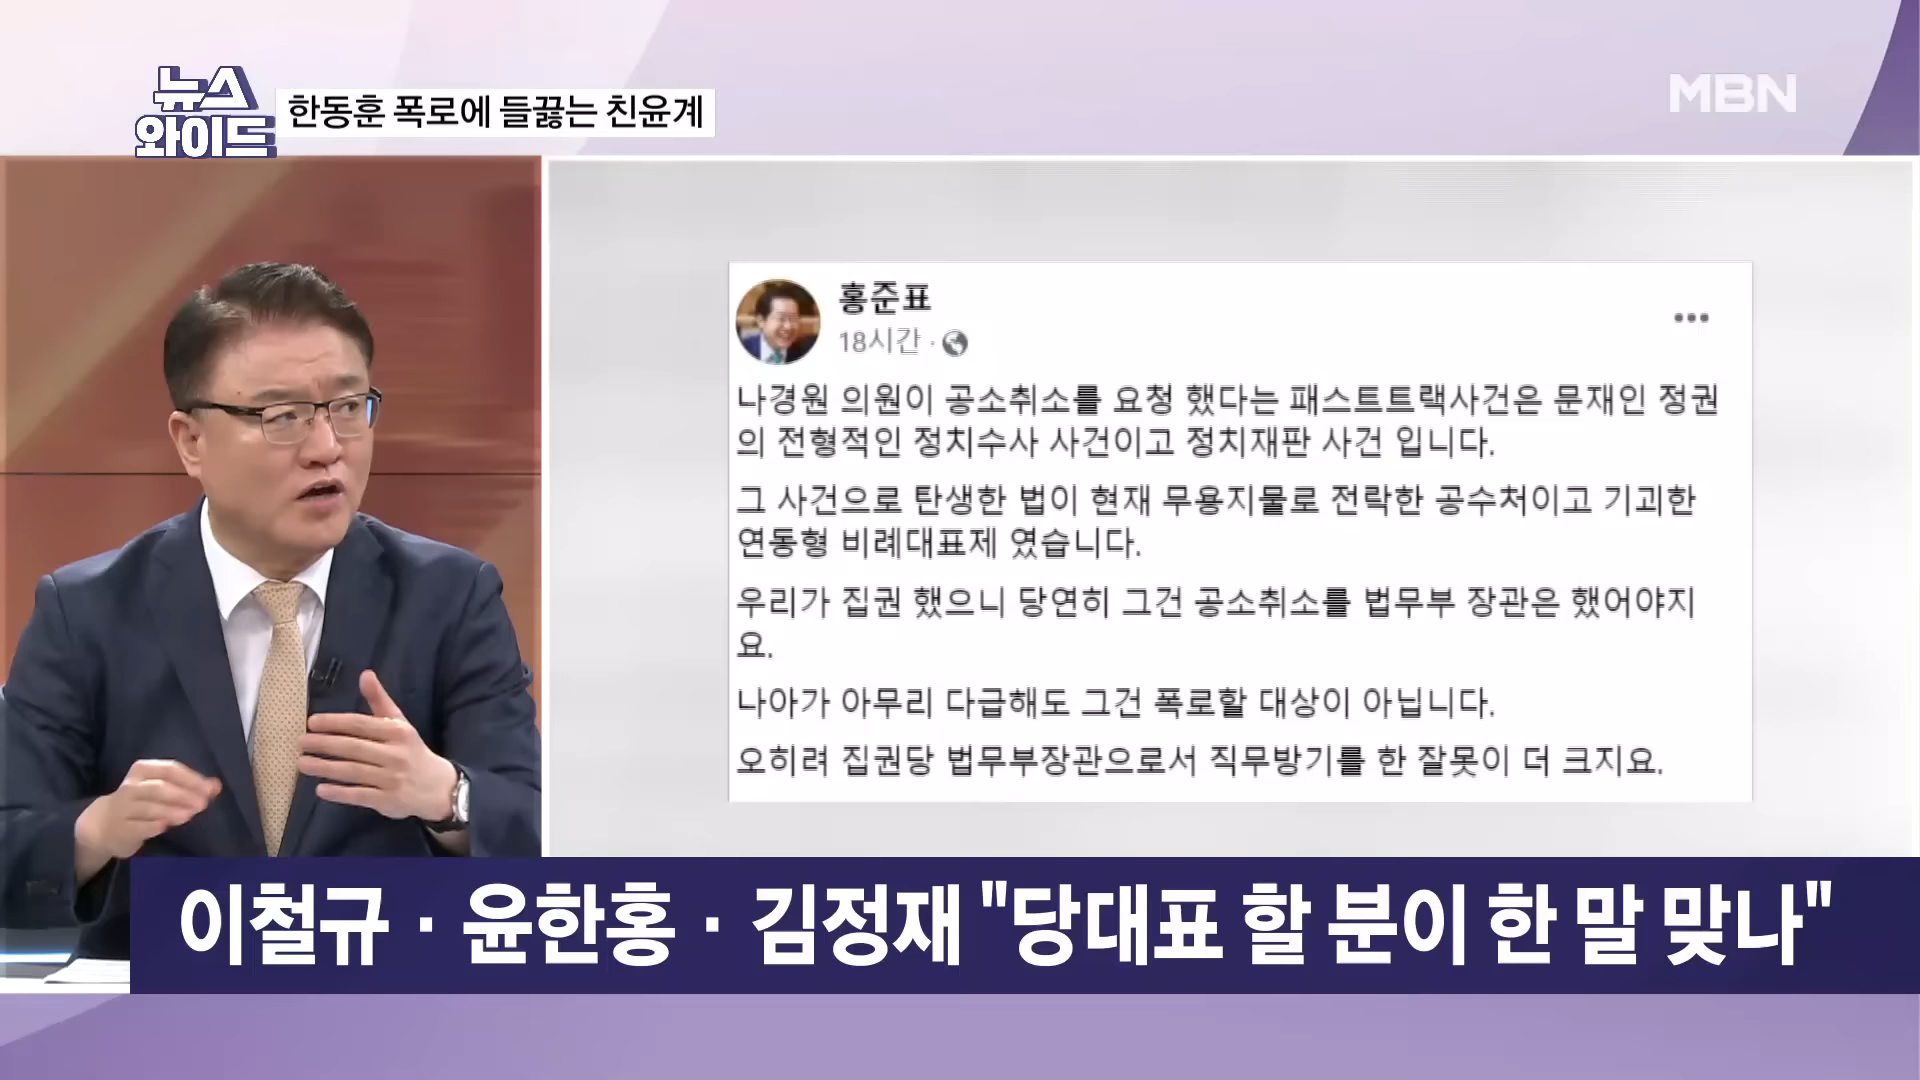 뉴스
와이드
한동훈 폭로에 들끓는 친윤계
MBN
홍준표
18시간 ·
나경원 의원이 공소취소를 요청 했다는 패스트트랙사건은 문재인 정권
의 전형적인 정치수사 사건이고 정치재판 사건 입니다.
그 사건으로 탄생한 법이 현재 무용지물로 전락한 공수처이고 기괴한
연동형 비례대표제 였습니다.
우리가 집권 했으니 당연히 그건 공소취소를 법무부 장관은 했어야지
요.
나아가 아무리 다급해도 그건 폭로할 대상이 아닙니다.
오히려 집권당 법무부장관으로서 직무방기를 한 잘못이 더 크지요.
이철규 · 윤한홍 · 김정재 "당대표 할 분이 한 말 맞나"